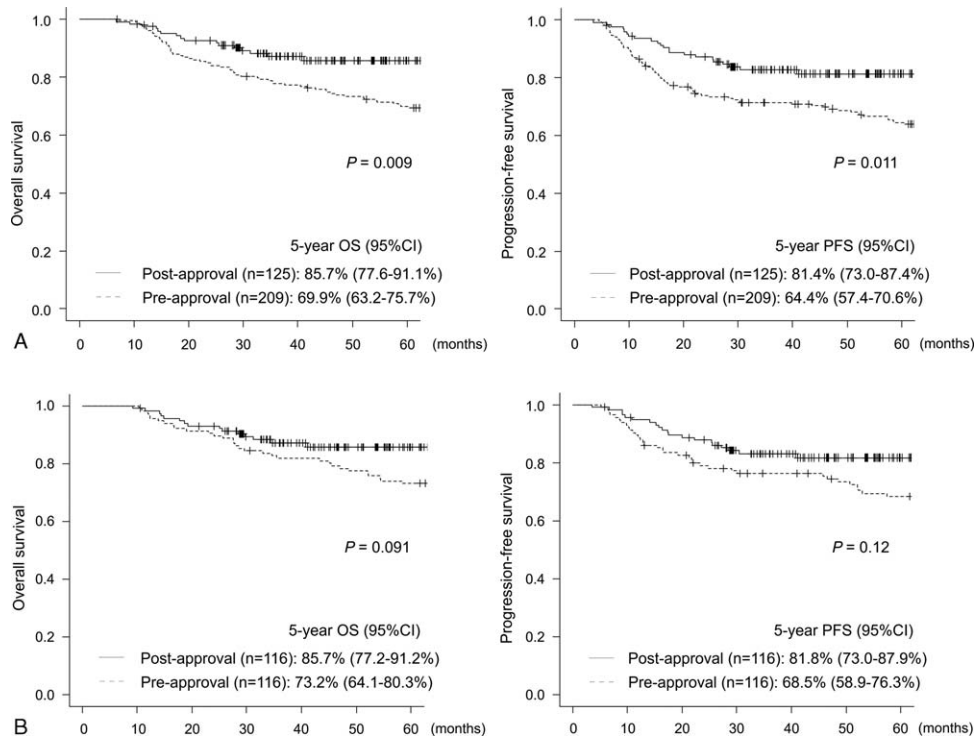 1.0
0.8
0.6
0.4
0.2
0.0
Overall survival
P = 0.009
5-year OS (95%CI)
Post-approval (n=125): 85.7% (77.6-91.1%)
Pre-approval (n=209): 69.9% (63.2-75.7%)
0 10 20 30 40 50 60 (months)
A
1.0
0.8
0.6
0.4
0.2
0.0
Progression-free survival
P = 0.011
5-year PFS (95%CI)
Post-approval (n=125): 81.4% (73.0-87.4%)
Pre-approval (n=209): 64.4% (57.4-70.6%)
0 10 20 30 40 50 60 (months)
1.0
0.8
0.6
0.4
0.2
0.0
Overall survival
P = 0.091
5-year OS (95%CI)
Post-approval (n=116): 85.7% (77.2-91.2%)
Pre-approval (n=116): 73.2% (64.1-80.3%)
0 10 20 30 40 50 60 (months)
B
1.0
0.8
0.6
0.4
0.2
0.0
Progression-free survival
P = 0.12
5-year PFS (95%CI)
Post-approval (n=116): 81.8% (73.0-87.9%)
Pre-approval (n=116): 68.5% (58.9-76.3%)
0 10 20 30 40 50 60 (months)